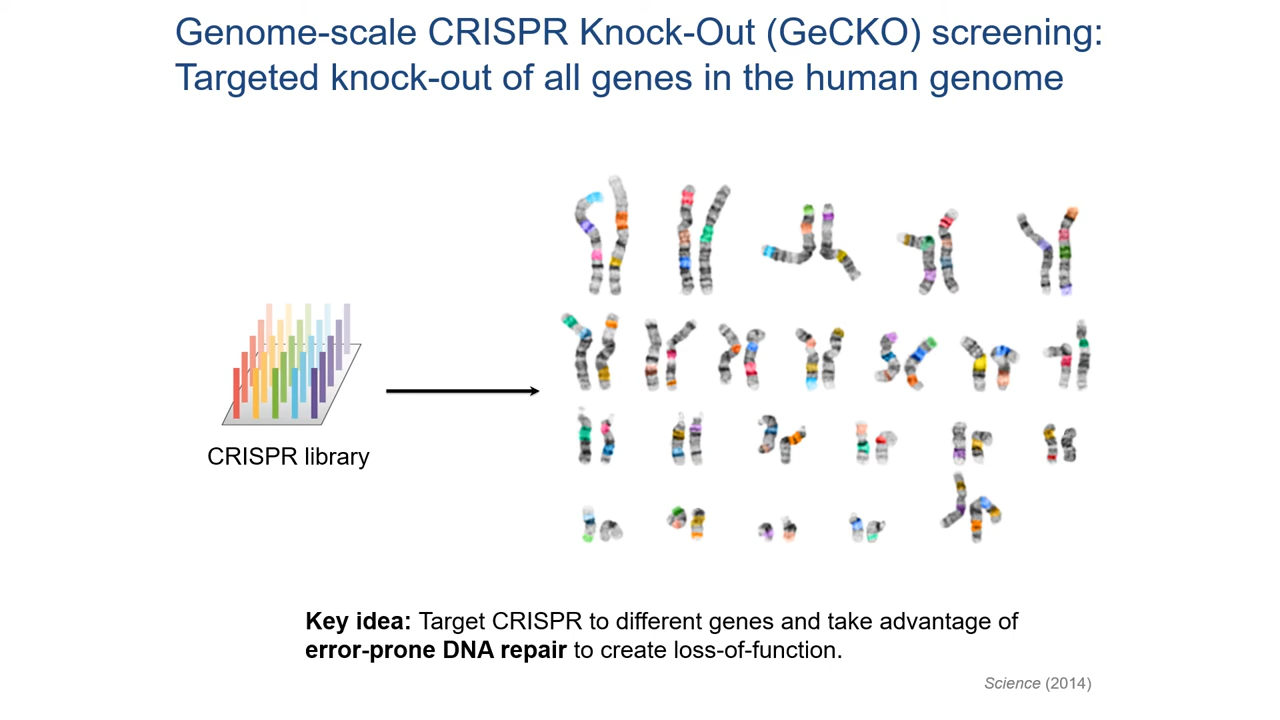 Genome-scale CRISPR Knock-Out (GeCKO) screening:
Targeted knock-out of all genes in the human genome
CRISPR library
Key idea: Target CRISPR to different genes and take advantage of
error-prone DNA repair to create loss-of-function.
Science (2014)